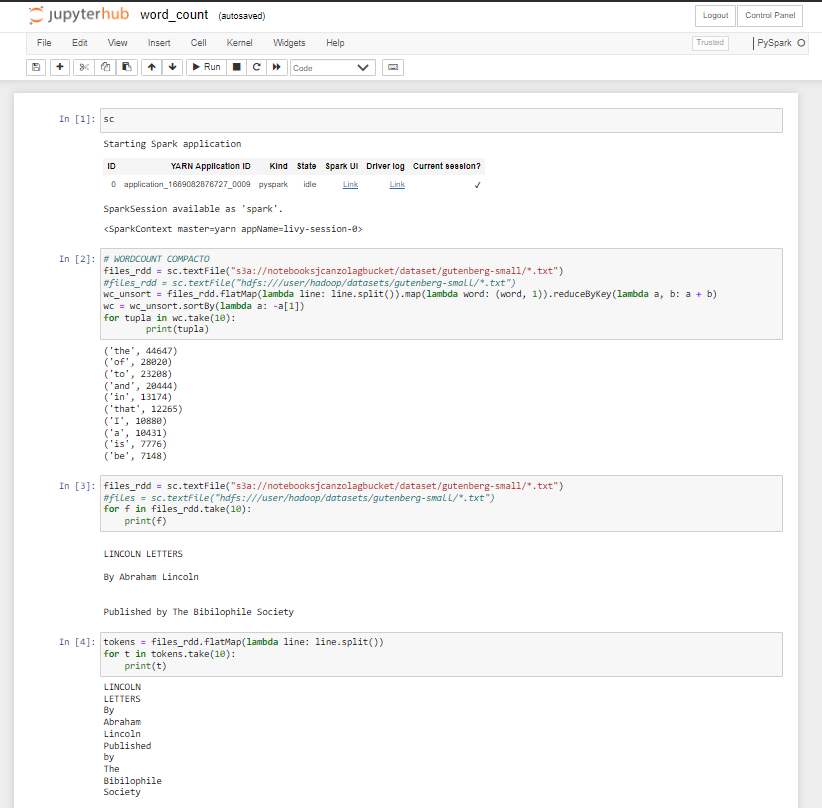 jupyterhub word_count (autosaved) Logout Control Panel
File Edit View Insert Cell Kernel Widgets Help Trusted PySpark
Run Code
In [1]: sc
Starting Spark application
ID YARN Application ID Kind State Spark UI Driver log Current session?
0 application_1669082876727_0009 pyspark idle Link Link ✓
SparkSession available as 'spark'.
<SparkContext master=yarn appName=livy-session-0>
In [2]: # WORDCOUNT COMPACTO
files_rdd = sc.textFile("s3a://notebooksjcanzolagbucket/dataset/gutenberg-small/*.txt")
#files_rdd = sc.textFile("hdfs:///user/hadoop/datasets/gutenberg-small/*.txt")
wc_unsort = files_rdd.flatMap(lambda line: line.split()).map(lambda word: (word, 1)).reduceByKey(lambda a, b: a + b)
wc = wc_unsort.sortBy(lambda a: -a[1])
for tupla in wc.take(10):
print(tupla)
('the', 44647)
('of', 28020)
('to', 23208)
('and', 20444)
('in', 13174)
('that', 12265)
('I', 10880)
('a', 10431)
('is', 7776)
('be', 7148)
In [3]: files_rdd = sc.textFile("s3a://notebooksjcanzolagbucket/dataset/gutenberg-small/*.txt")
#files = sc.textFile("hdfs:///user/hadoop/datasets/gutenberg-small/*.txt")
for f in files_rdd.take(10):
print(f)
LINCOLN LETTERS
By Abraham Lincoln
Published by The Bibilophile Society
In [4]: tokens = files_rdd.flatMap(lambda line: line.split())
for t in tokens.take(10):
print(t)
LINCOLN
LETTERS
By
Abraham
Lincoln
Published
by
The
Bibilophile
Society